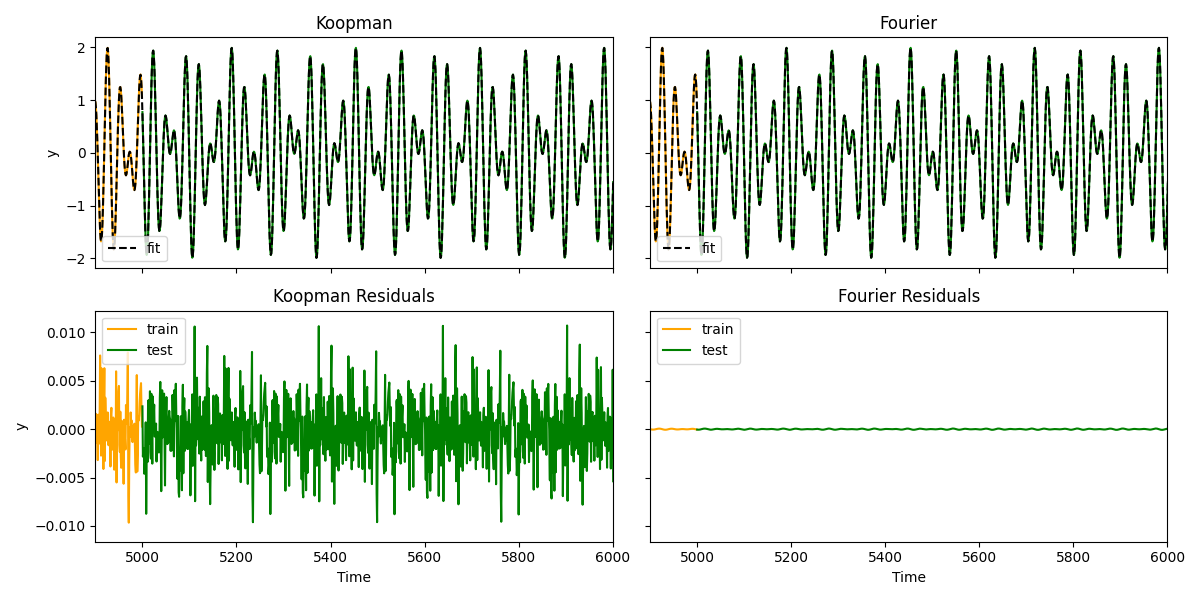 Koopman
Fourier
2
1
0
−1
−2
y
fit
fit
Koopman Residuals
Fourier Residuals
0.010
0.005
0.000
−0.005
−0.010
y
train
test
train
test
5000 5200 5400 5600 5800 6000
5000 5200 5400 5600 5800 6000
Time
Time